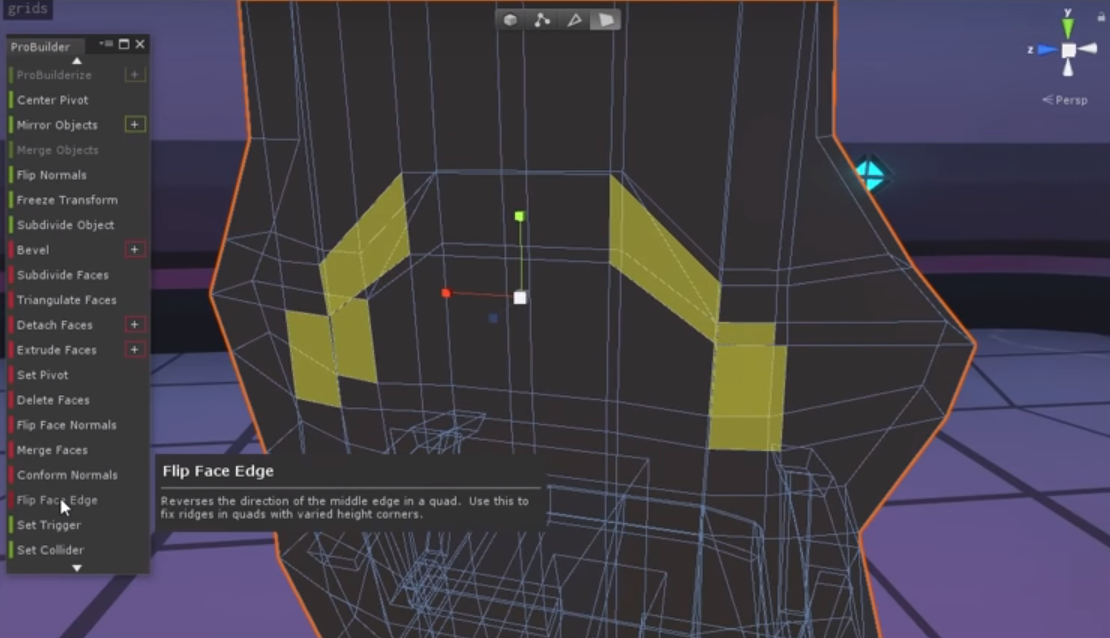 grids
ProBuilder
ProBuilderize +
Center Pivot
Mirror Objects +
Merge Objects
Flip Normals
Freeze Transform
Subdivide Object
Bevel +
Subdivide Faces
Triangulate Faces
Detach Faces +
Extrude Faces +
Set Pivot
Delete Faces
Flip Face Normals
Merge Faces
Conform Normals
Flip Face Edge
Set Trigger
Set Collider
Flip Face Edge
Reverses the direction of the middle edge in a quad. Use this to
fix ridges in quads with varied height corners.
y
z
Persp